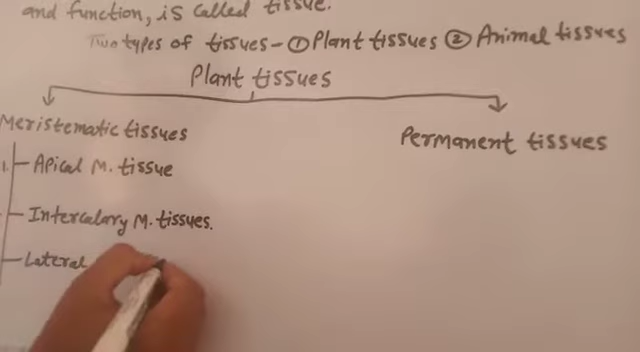 and function, is called tissue.
Two types of tissues - ① Plant tissues ② Animal tissues
Plant tissues
Meristematic tissues
Permanent tissues
1. Apical M. tissue
Intercalary M. tissues.
Lateral